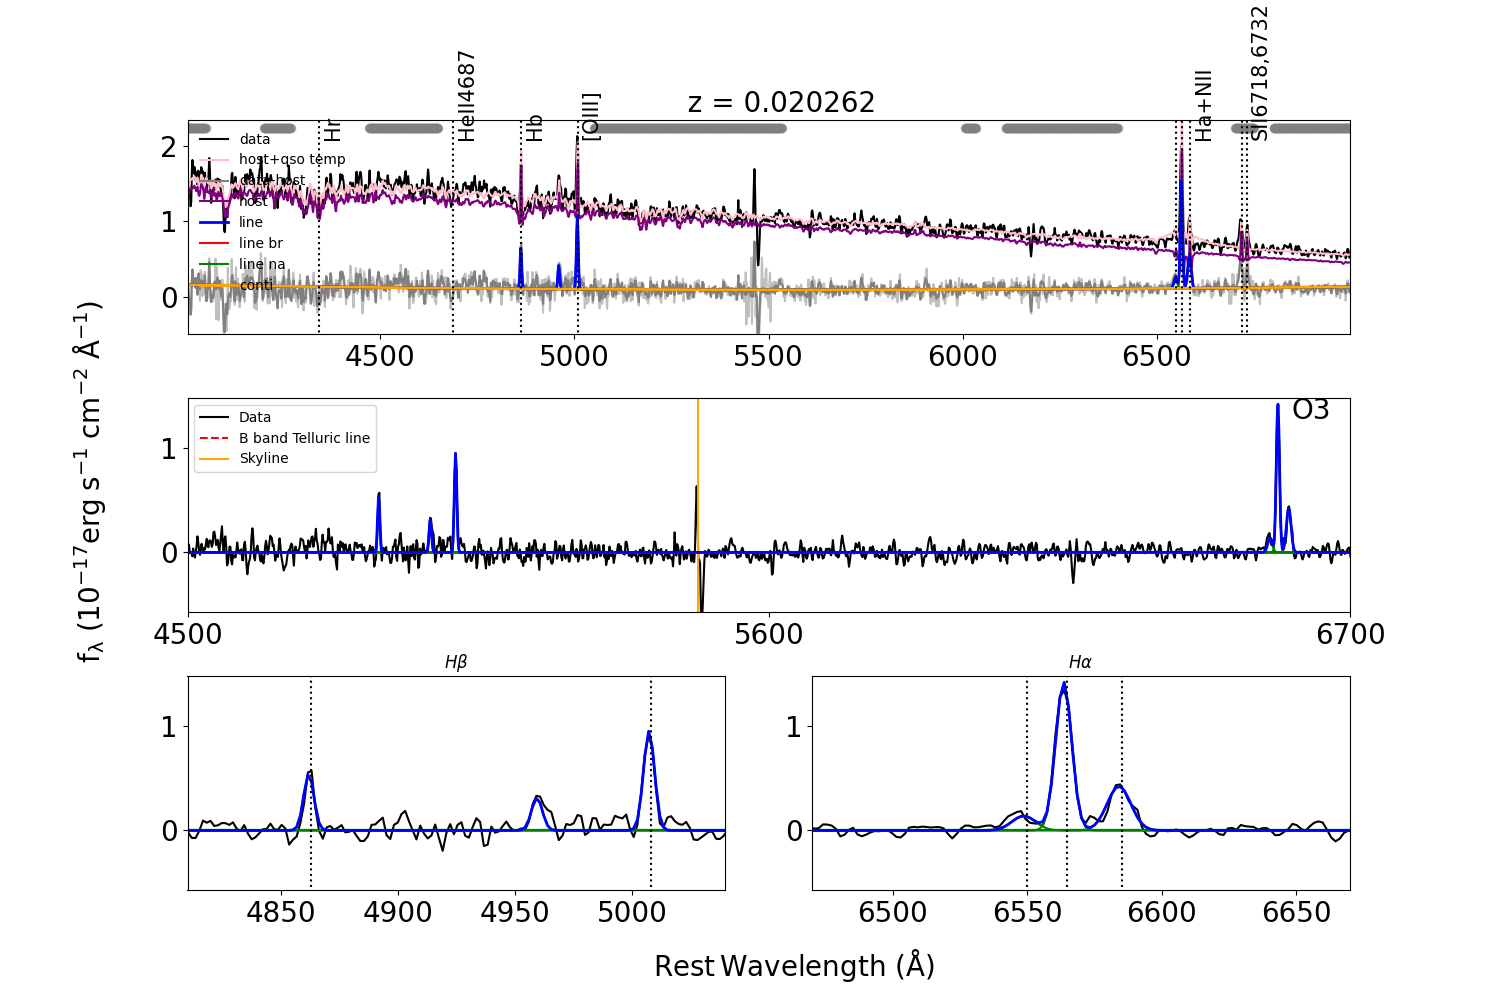 z = 0.020262
Hr
HeII4687
Hb
[OIII]
Ha+NII
SII6718,6732
data
host+qso temp
data-host
host
line
line br
line na
conti
2
1
0
4500
5000
5500
6000
6500
Data
B band Telluric line
Skyline
O3
1
0
4500
5600
6700
fλ (10⁻¹⁷erg s⁻¹ cm⁻² Å⁻¹)
Hβ
1
0
4850
4900
4950
5000
Hα
1
0
6500
6550
6600
6650
Rest Wavelength (Å)